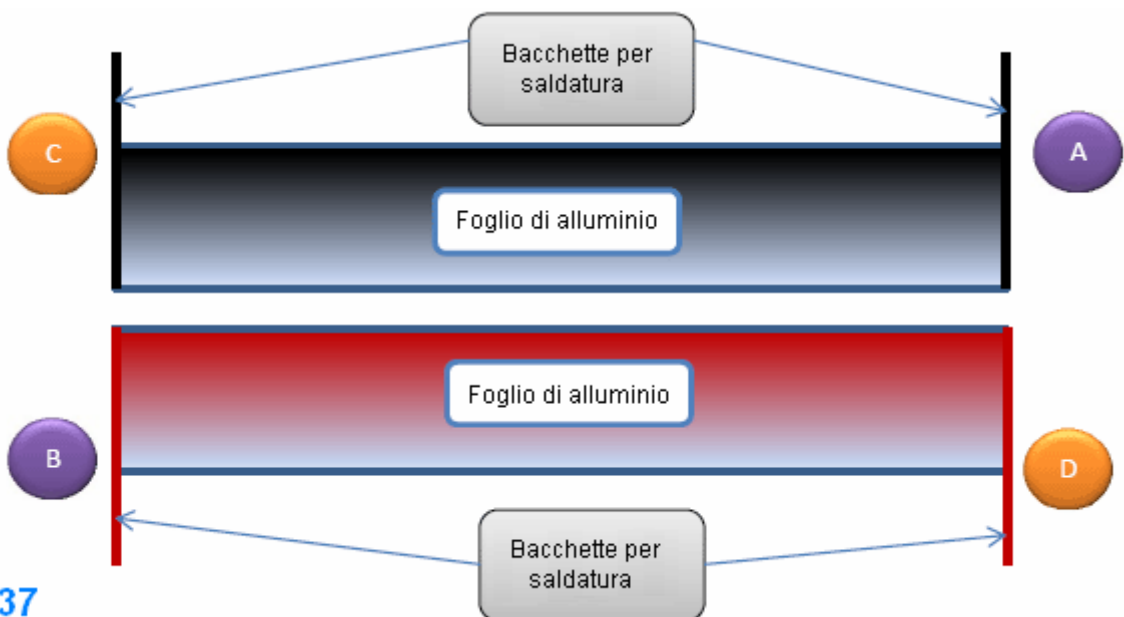 Bacchette per
saldatura
C
A
Foglio di alluminio
Foglio di alluminio
B
D
Bacchette per
saldatura
37